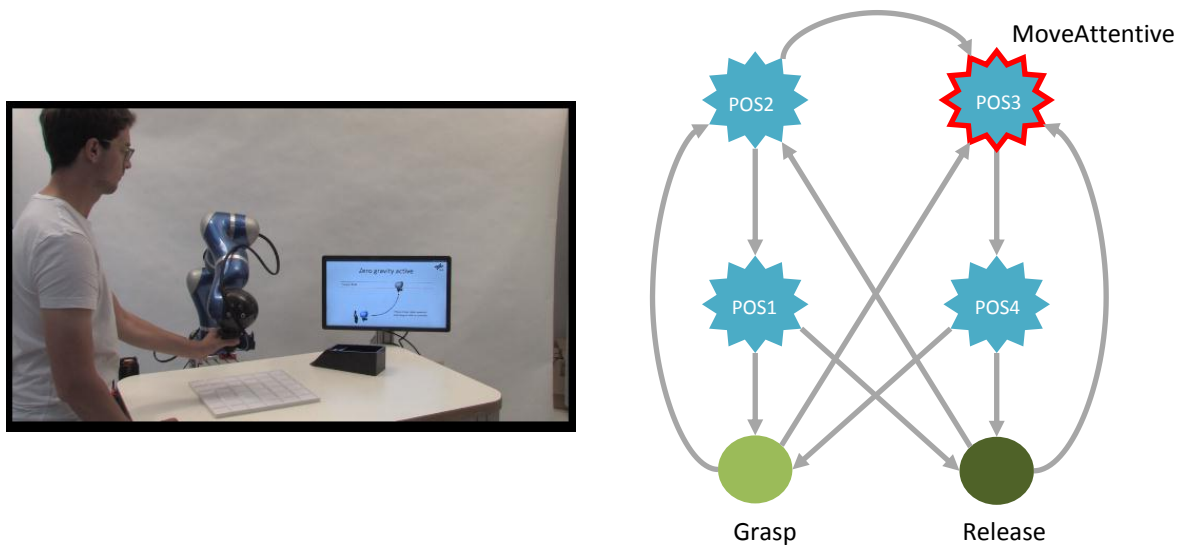 Zero gravity active
MoveAttentive
POS2
POS3
POS1
POS4
Grasp
Release